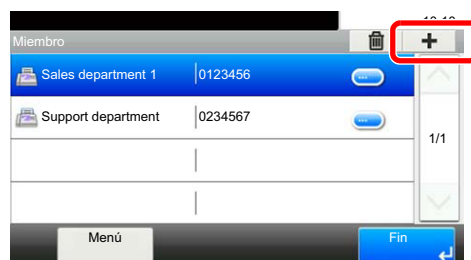 Miembro
Sales department 1 0123456
Support department 0234567
1/1
Menú
Fin